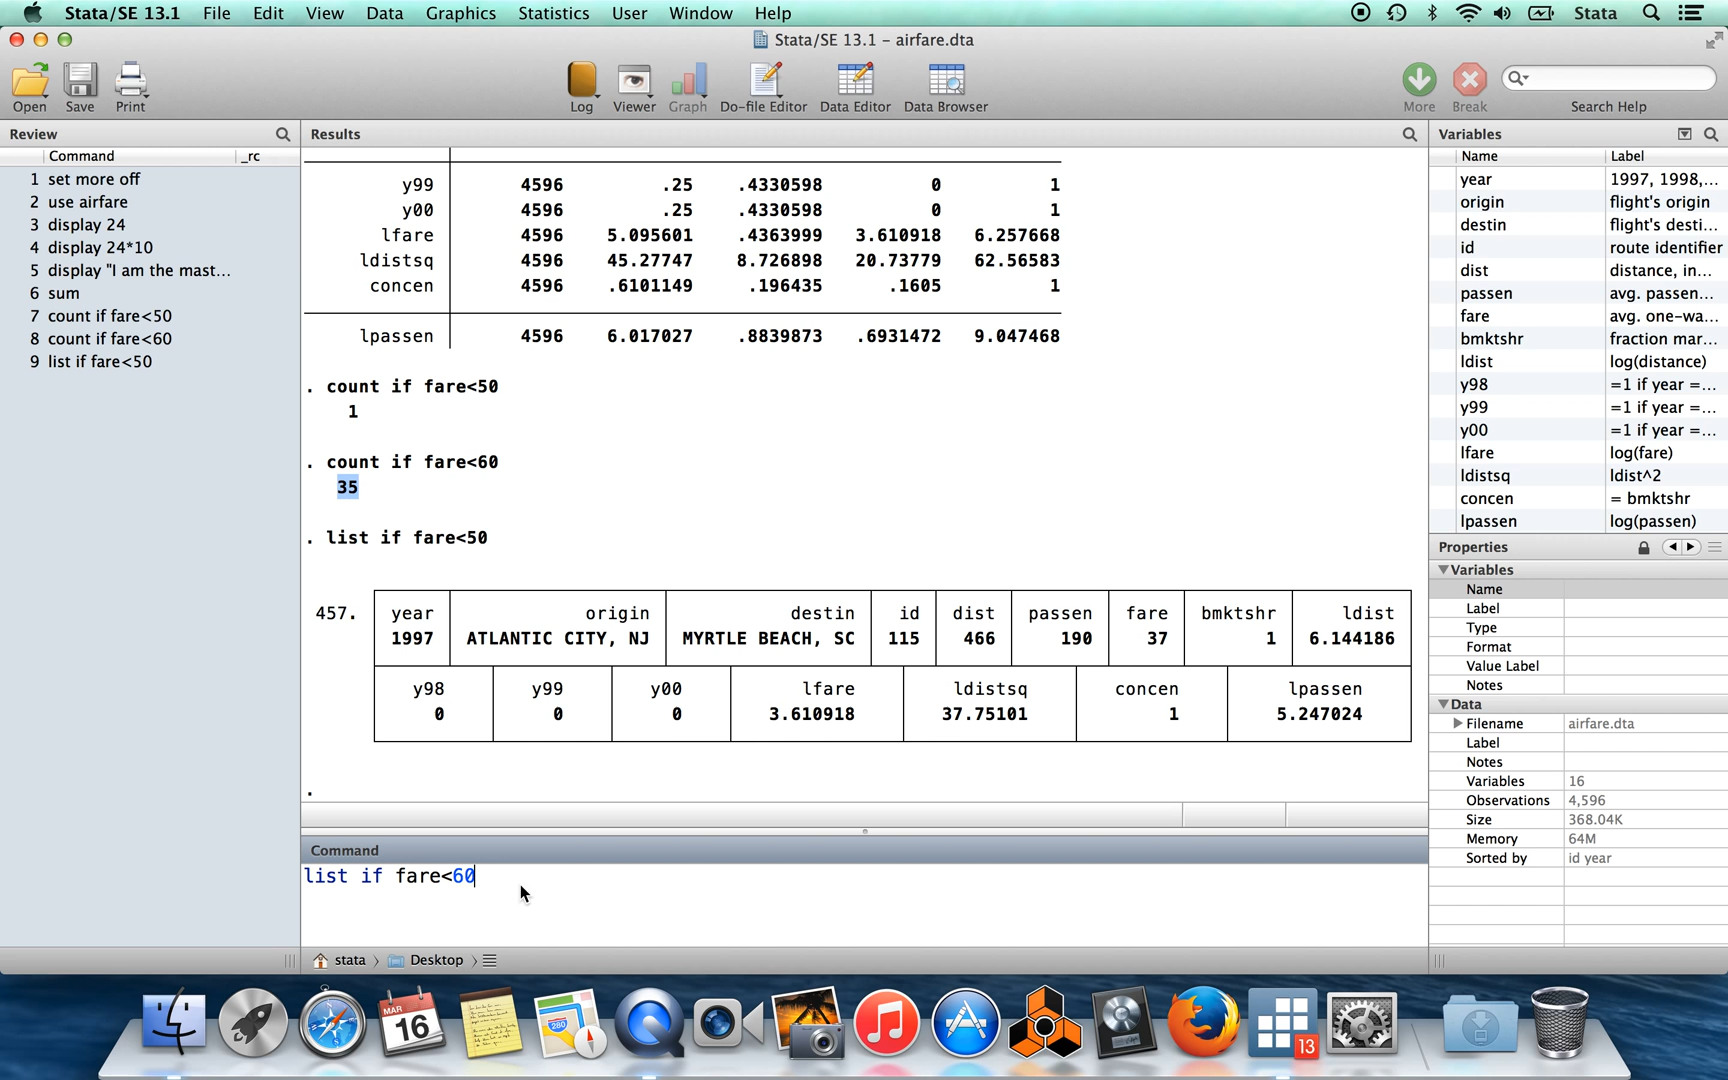 Stata/SE 13.1 File Edit View Data Graphics Statistics User Window Help Stata
Stata/SE 13.1 – airfare.dta
Open Save Print Log Viewer Graph Do-file Editor Data Editor Data Browser More Break Search Help
Review
Command _rc
1 set more off
2 use airfare
3 display 24
4 display 24*10
5 display "I am the mast...
6 sum
7 count if fare<50
8 count if fare<60
9 list if fare<50
Results
y99 4596 .25 .4330598 0 1
y00 4596 .25 .4330598 0 1
lfare 4596 5.095601 .4363999 3.610918 6.257668
ldistsq 4596 45.27747 8.726898 20.73779 62.56583
concen 4596 .6101149 .196435 .1605 1
lpassen 4596 6.017027 .8839873 .6931472 9.047468
. count if fare<50
1
. count if fare<60
35
. list if fare<50
457. year origin destin id dist passen fare bmktshr ldist
1997 ATLANTIC CITY, NJ MYRTLE BEACH, SC 115 466 190 37 1 6.144186
y98 y99 y00 lfare ldistsq concen lpassen
0 0 0 3.610918 37.75101 1 5.247024
.
Command
list if fare<60
stata Desktop
Variables
Name Label
year 1997, 1998,...
origin flight's origin
destin flight's desti...
id route identifier
dist distance, in...
passen avg. passen...
fare avg. one-wa...
bmktshr fraction mar...
ldist log(distance)
y98 =1 if year =...
y99 =1 if year =...
y00 =1 if year =...
lfare log(fare)
ldistsq ldist^2
concen = bmktshr
lpassen log(passen)
Properties
Variables
Name
Label
Type
Format
Value Label
Notes
Data
Filename airfare.dta
Label
Notes
Variables 16
Observations 4,596
Size 368.04K
Memory 64M
Sorted by id year
MAR
16
280
13